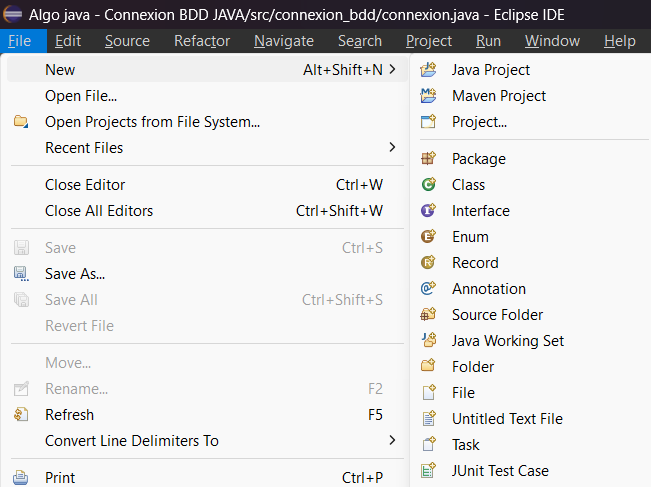 Algo java - Connexion BDD JAVA/src/connexion_bdd/connexion.java - Eclipse IDE
File Edit Source Refactor Navigate Search Project Run Window Help
New Alt+Shift+N
Open File...
Open Projects from File System...
Recent Files
Close Editor Ctrl+W
Close All Editors Ctrl+Shift+W
Save Ctrl+S
Save As...
Save All Ctrl+Shift+S
Revert File
Move...
Rename... F2
Refresh F5
Convert Line Delimiters To
Print Ctrl+P
Java Project
Maven Project
Project...
Package
Class
Interface
Enum
Record
Annotation
Source Folder
Java Working Set
Folder
File
Untitled Text File
Task
JUnit Test Case